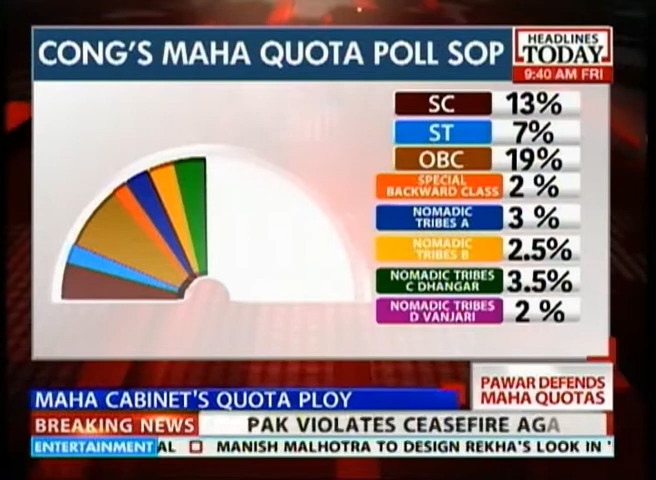 CONG'S MAHA QUOTA POLL SOP
HEADLINES
TODAY
9:40 AM FRI
SC 13%
ST 7%
OBC 19%
SPECIAL
BACKWARD CLASS 2 %
NOMADIC
TRIBES A 3 %
NOMADIC
TRIBES B 2.5%
NOMADIC TRIBES
C DHANGAR 3.5%
NOMADIC TRIBES
D VANJARI 2 %
PAWAR DEFENDS
MAHA QUOTAS
MAHA CABINET'S QUOTA PLOY
BREAKING NEWS PAK VIOLATES CEASEFIRE AGA
ENTERTAINMENT AL MANISH MALHOTRA TO DESIGN REKHA'S LOOK IN '